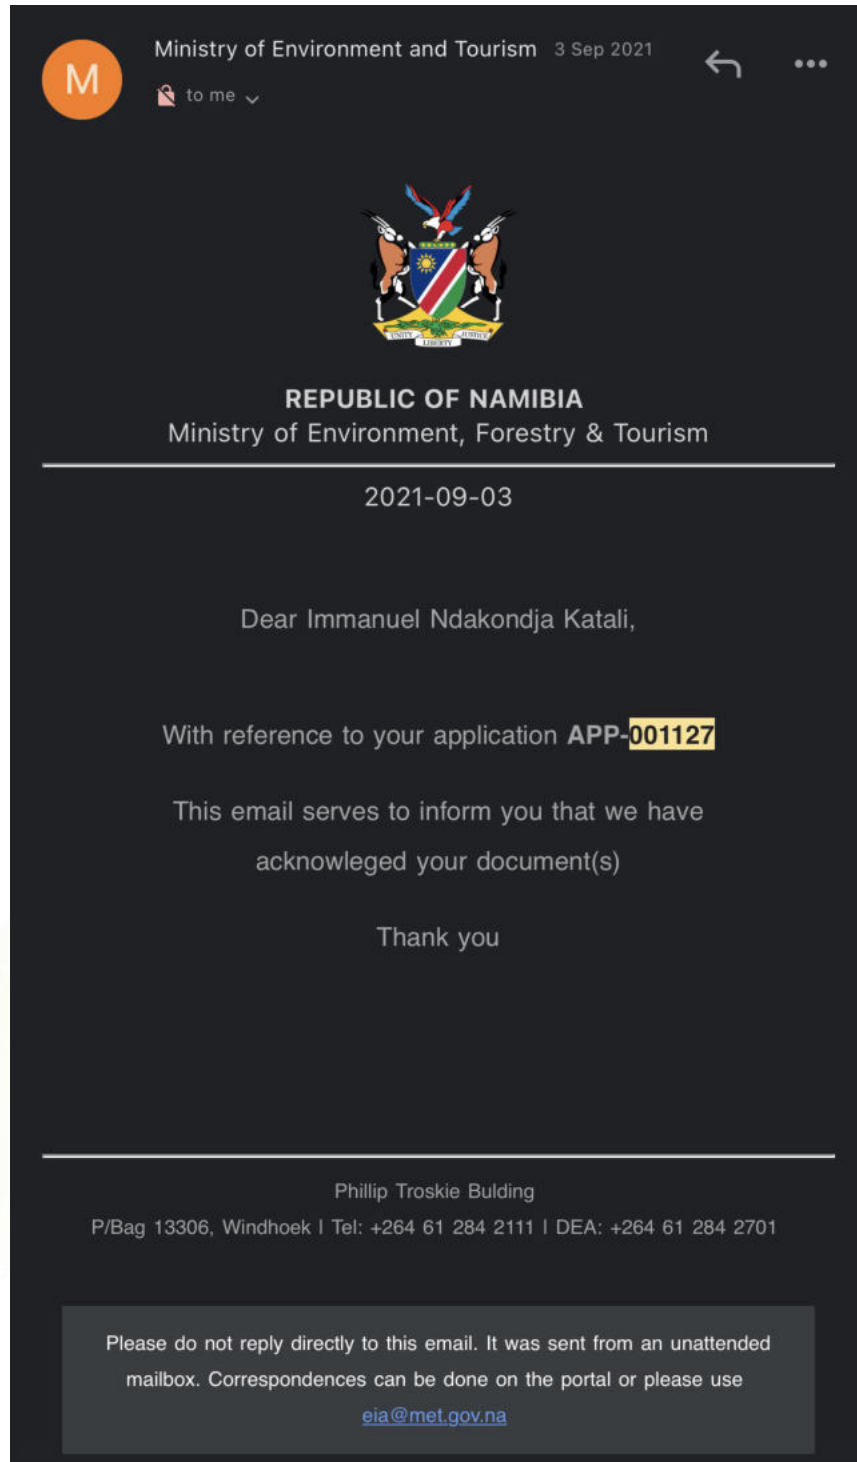 Ministry of Environment and Tourism 3 Sep 2021
M
to me
UNITY LIBERTY JUSTICE
REPUBLIC OF NAMIBIA
Ministry of Environment, Forestry & Tourism
2021-09-03
Dear Immanuel Ndakondja Katali,
With reference to your application APP-001127
This email serves to inform you that we have
acknowleged your document(s)
Thank you
Phillip Troskie Bulding
P/Bag 13306, Windhoek | Tel: +264 61 284 2111 | DEA: +264 61 284 2701
Please do not reply directly to this email. It was sent from an unattended
mailbox. Correspondences can be done on the portal or please use
eia@met.gov.na